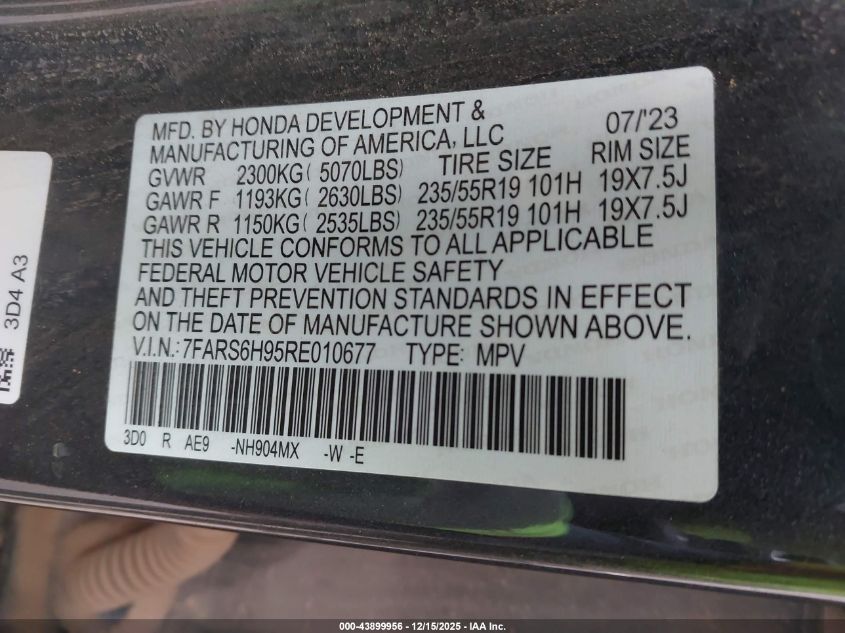 MFD. BY HONDA DEVELOPMENT & MANUFACTURING OF AMERICA, LLC 07/'23
GVWR 2300KG( 5070LBS) TIRE SIZE RIM SIZE
GAWR F 1193KG( 2630LBS) 235/55R19 101H 19X7.5J
GAWR R 1150KG( 2535LBS) 235/55R19 101H 19X7.5J
THIS VEHICLE CONFORMS TO ALL APPLICABLE
FEDERAL MOTOR VEHICLE SAFETY
AND THEFT PREVENTION STANDARDS IN EFFECT
ON THE DATE OF MANUFACTURE SHOWN ABOVE.
V.I.N.:7FARS6H95RE010677 TYPE: MPV
3D0 R AE9 -NH904MX -W -E
3D4 A3
000-43899956 - 12/15/2025 - IAA Inc.